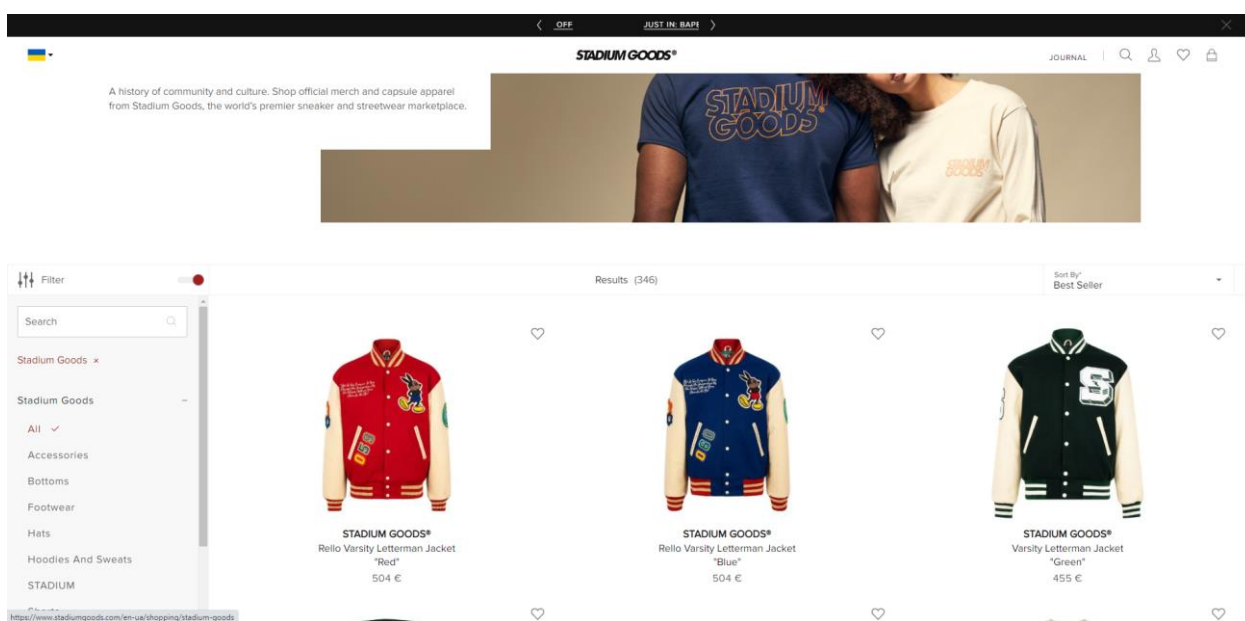 OFF
JUST IN: BAPE
STADIUM GOODS®
JOURNAL
A history of community and culture. Shop official merch and capsule apparel
from Stadium Goods, the world's premier sneaker and streetwear marketplace.
STADIUM
GOODS
STADIUM
GOODS
Filter
Results (346)
Sort By*
Best Seller
Search
Stadium Goods ×
Stadium Goods
All
Accessories
Bottoms
Footwear
Hats
Hoodies And Sweats
STADIUM
STADIUM GOODS®
Rello Varsity Letterman Jacket
"Red"
504 €
STADIUM GOODS®
Rello Varsity Letterman Jacket
"Blue"
504 €
S
STADIUM GOODS®
Varsity Letterman Jacket
"Green"
455 €
https://www.stadiumgoods.com/en-ua/shopping/stadium-goods